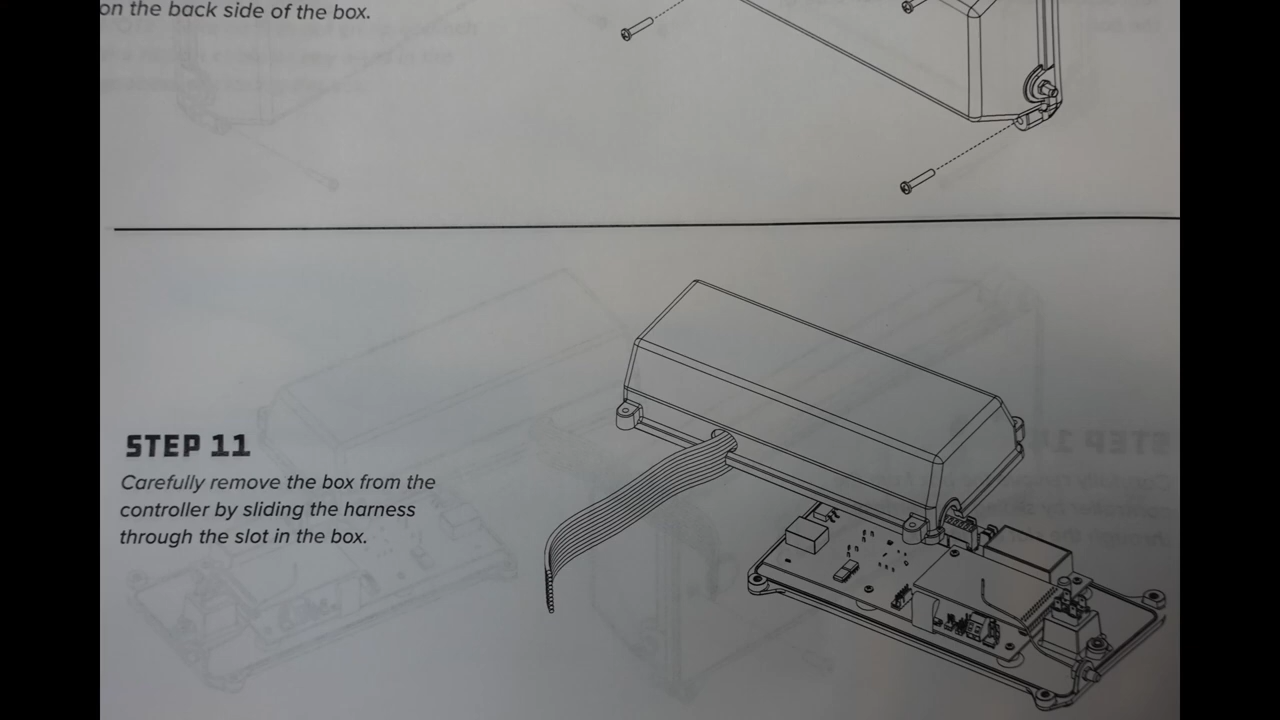 on the back side of the box.
STEP 11
Carefully remove the box from the
controller by sliding the harness
through the slot in the box.